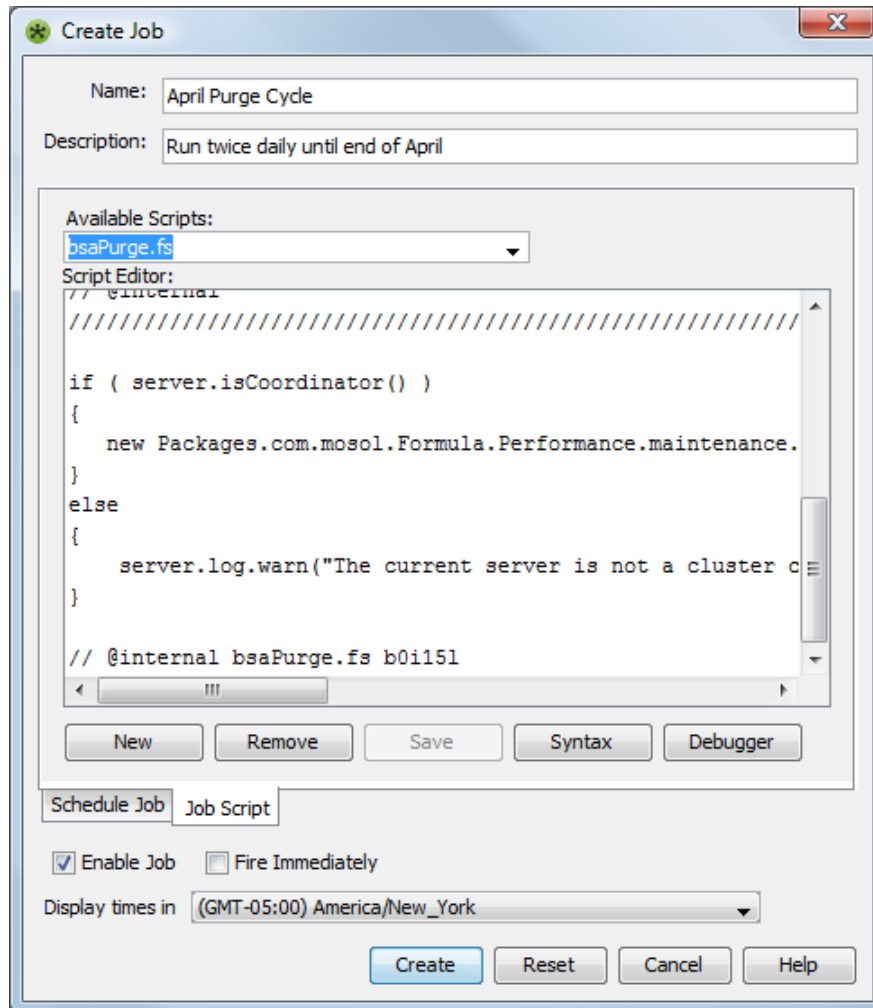 Create Job
Name: April Purge Cycle
Description: Run twice daily until end of April
Available Scripts:
bsaPurge.fs
Script Editor:
// @internal
//////////////////////////////////////////////////////////
if ( server.isCoordinator() )
{
new Packages.com.mosol.Formula.Performance.maintenance.
}
else
{
server.log.warn("The current server is not a cluster c
}
// @internal bsaPurge.fs b0i15l
New Remove Save Syntax Debugger
Schedule Job Job Script
Enable Job Fire Immediately
Display times in (GMT-05:00) America/New_York
Create Reset Cancel Help